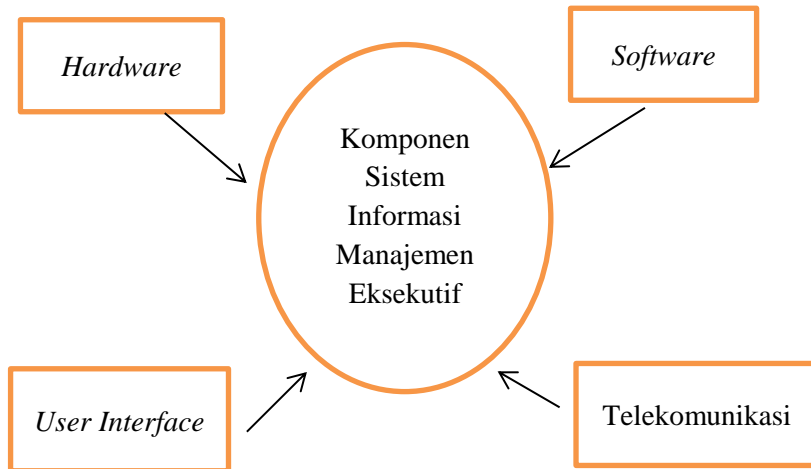 Hardware
Software
Komponen
Sistem
Informasi
Manajemen
Eksekutif
User Interface
Telekomunikasi